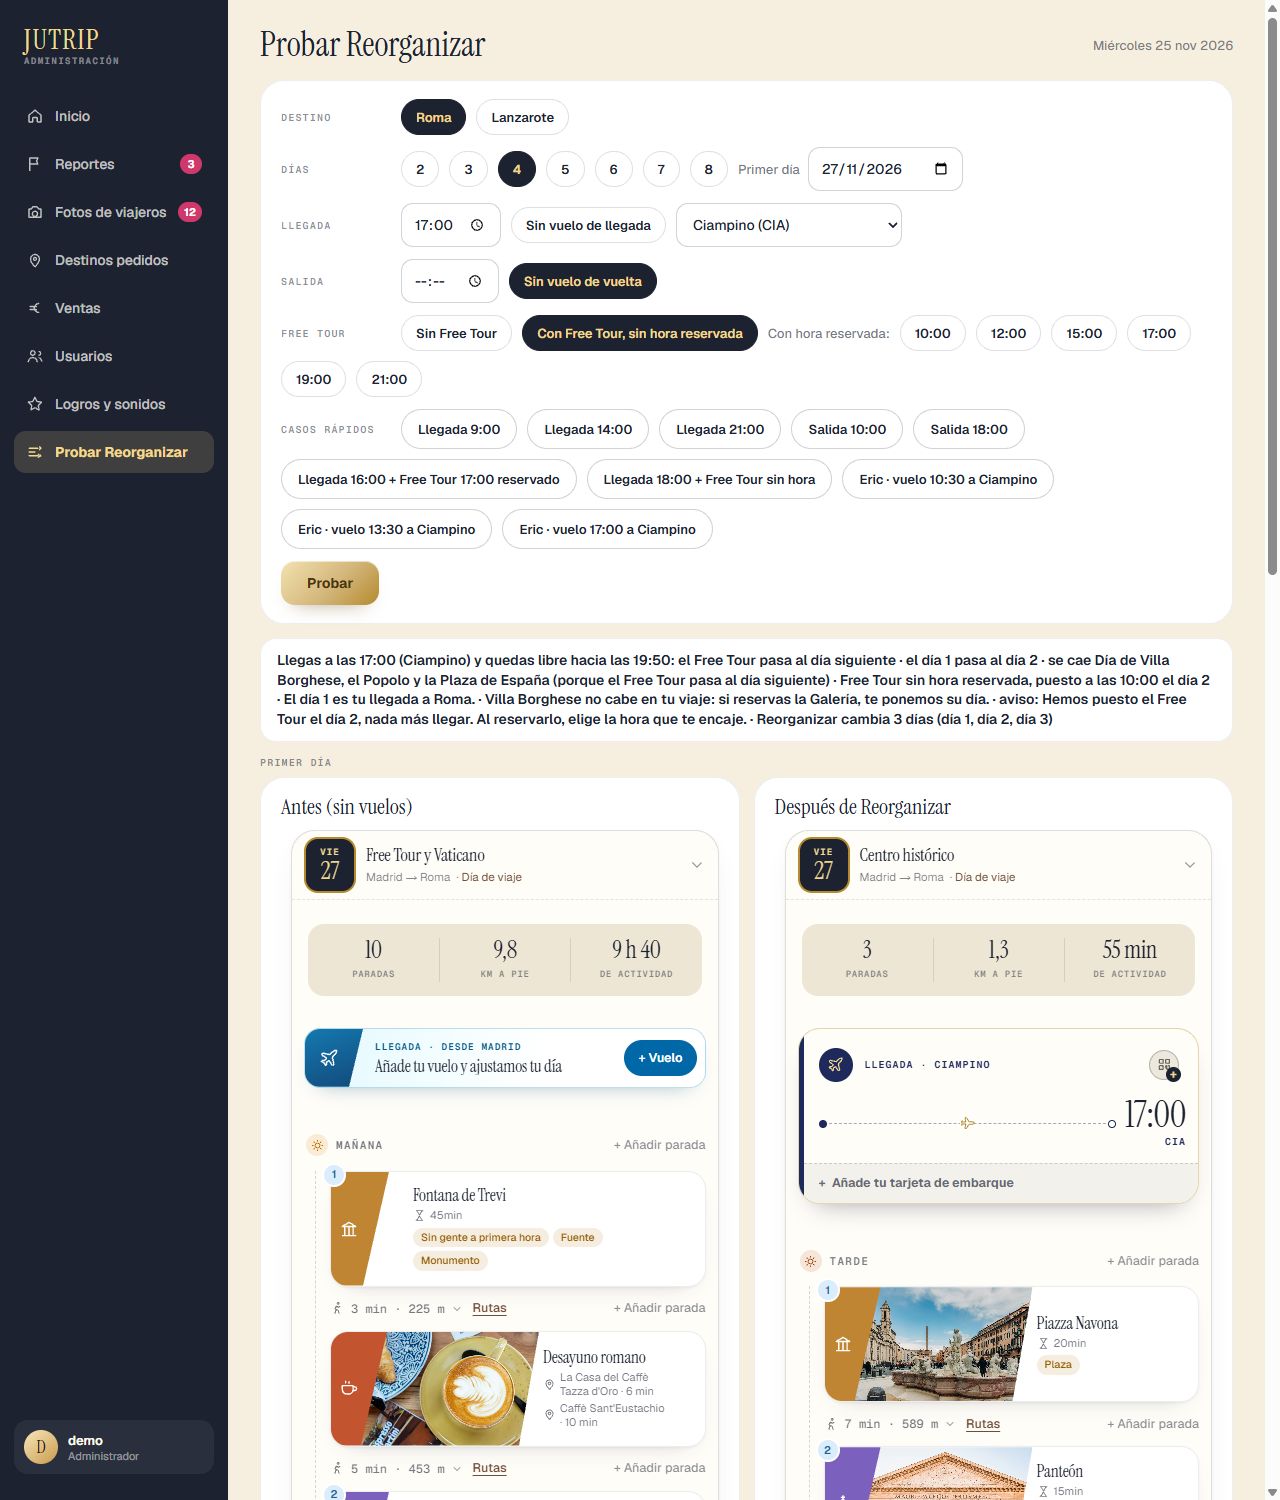 JUTRIP
ADMINISTRACIÓN
Inicio
Reportes 3
Fotos de viajeros 12
Destinos pedidos
Ventas
Usuarios
Logros y sonidos
Probar Reorganizar
D
demo
Administrador
Probar Reorganizar
Miércoles 25 nov 2026
DESTINO Roma Lanzarote
DÍAS 2 3 4 5 6 7 8 Primer día 27/11/2026
LLEGADA 17:00 Sin vuelo de llegada Ciampino (CIA)
SALIDA --:-- Sin vuelo de vuelta
FREE TOUR Sin Free Tour Con Free Tour, sin hora reservada Con hora reservada: 10:00 12:00 15:00 17:00
19:00 21:00
CASOS RÁPIDOS Llegada 9:00 Llegada 14:00 Llegada 21:00 Salida 10:00 Salida 18:00
Llegada 16:00 + Free Tour 17:00 reservado Llegada 18:00 + Free Tour sin hora Eric · vuelo 10:30 a Ciampino
Eric · vuelo 13:30 a Ciampino Eric · vuelo 17:00 a Ciampino
Probar
Llegas a las 17:00 (Ciampino) y quedas libre hacia las 19:50: el Free Tour pasa al día siguiente · el día 1 pasa al día 2 · se cae Día de Villa
Borghese, el Popolo y la Plaza de España (porque el Free Tour pasa al día siguiente) · Free Tour sin hora reservada, puesto a las 10:00 el día 2
· El día 1 es tu llegada a Roma. · Villa Borghese no cabe en tu viaje: si reservas la Galería, te ponemos su día. · aviso: Hemos puesto el Free
Tour el día 2, nada más llegar. Al reservarlo, elige la hora que te encaje. · Reorganizar cambia 3 días (día 1, día 2, día 3)
PRIMER DÍA
Antes (sin vuelos)
VIE
27
Free Tour y Vaticano
Madrid → Roma · Día de viaje
10 9,8 9 h 40
PARADAS KM A PIE DE ACTIVIDAD
LLEGADA · DESDE MADRID
Añade tu vuelo y ajustamos tu día
+ Vuelo
MAÑANA + Añadir parada
1
Fontana de Trevi
45min
Sin gente a primera hora Fuente
Monumento
3 min · 225 m Rutas + Añadir parada
Desayuno romano
La Casa del Caffè
Tazza d'Oro · 6 min
Caffè Sant'Eustachio
· 10 min
5 min · 453 m Rutas + Añadir parada
2
Después de Reorganizar
VIE
27
Centro histórico
Madrid → Roma · Día de viaje
3 1,3 55 min
PARADAS KM A PIE DE ACTIVIDAD
LLEGADA · CIAMPINO
17:00
CIA
+ Añade tu tarjeta de embarque
TARDE + Añadir parada
1
Piazza Navona
20min
Plaza
7 min · 589 m Rutas + Añadir parada
2
Panteón
15min